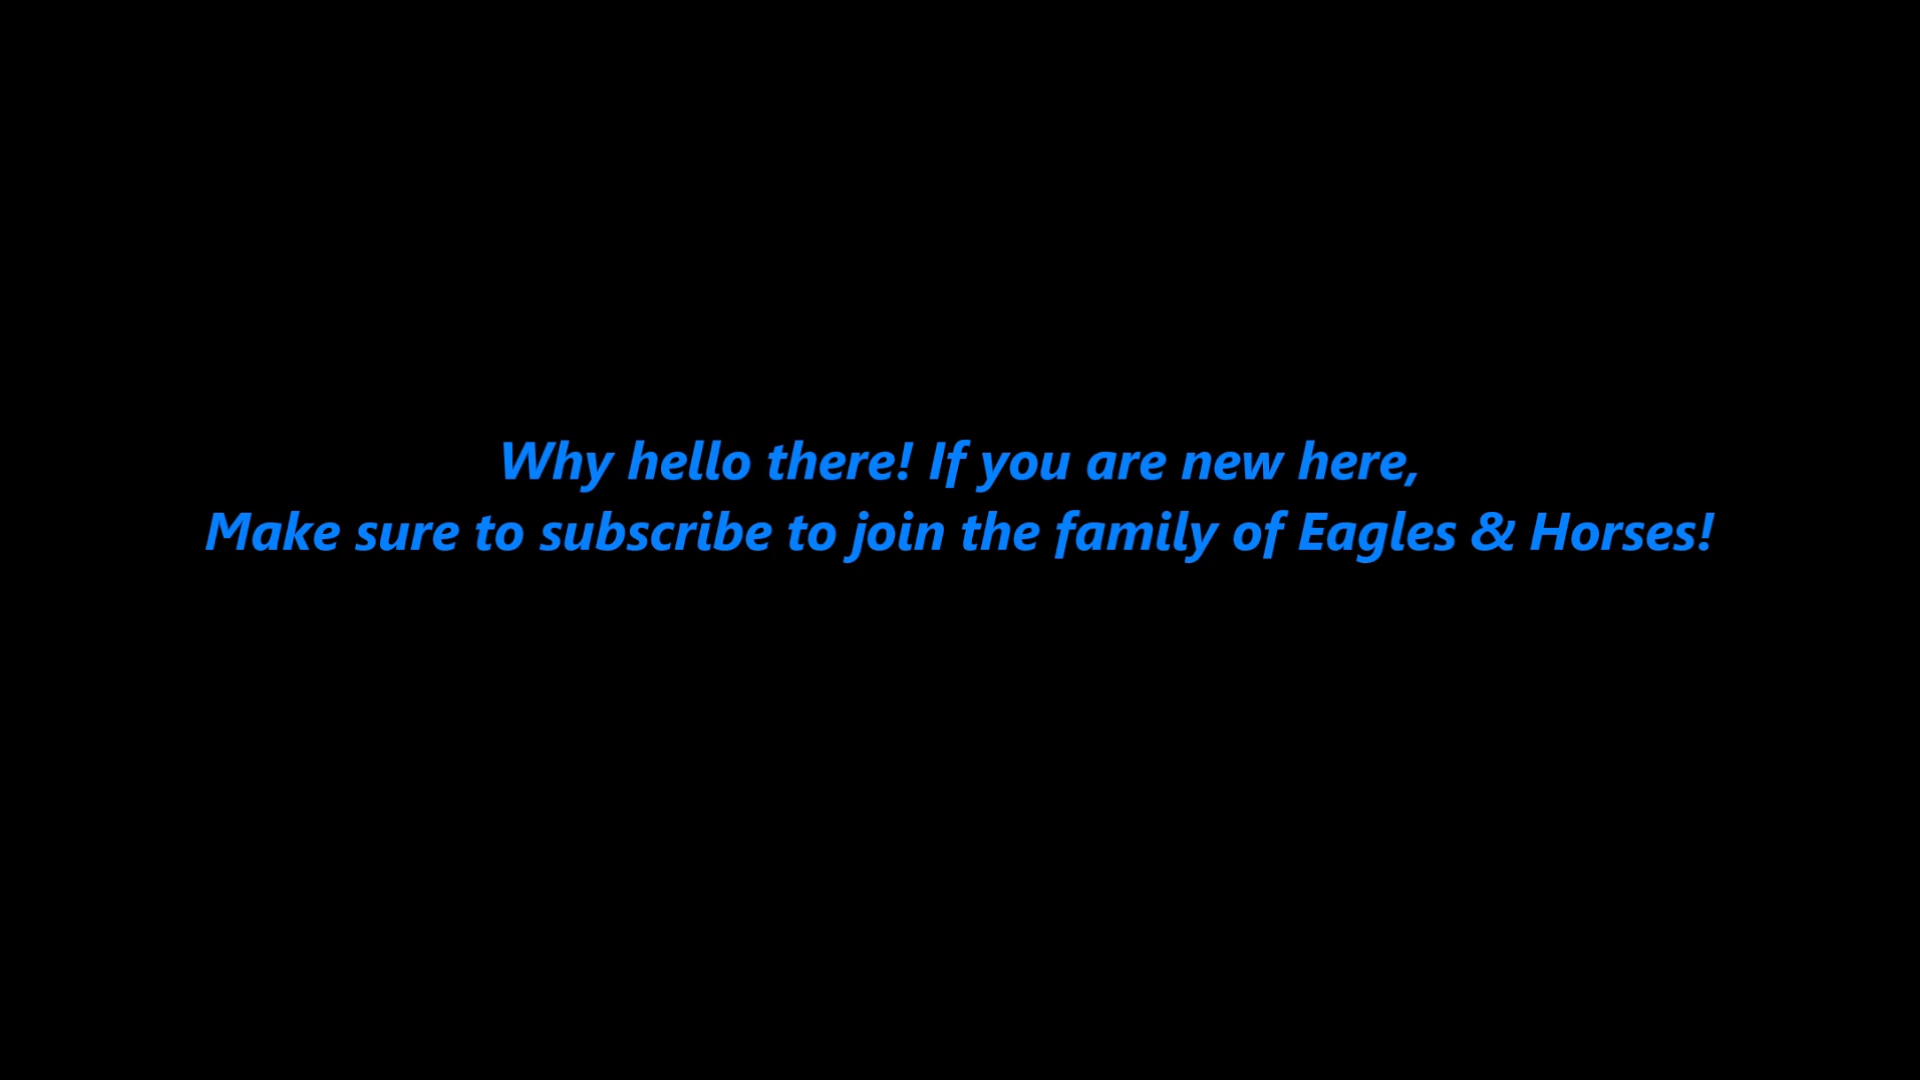 Why hello there! If you are new here,
Make sure to subscribe to join the family of Eagles & Horses!